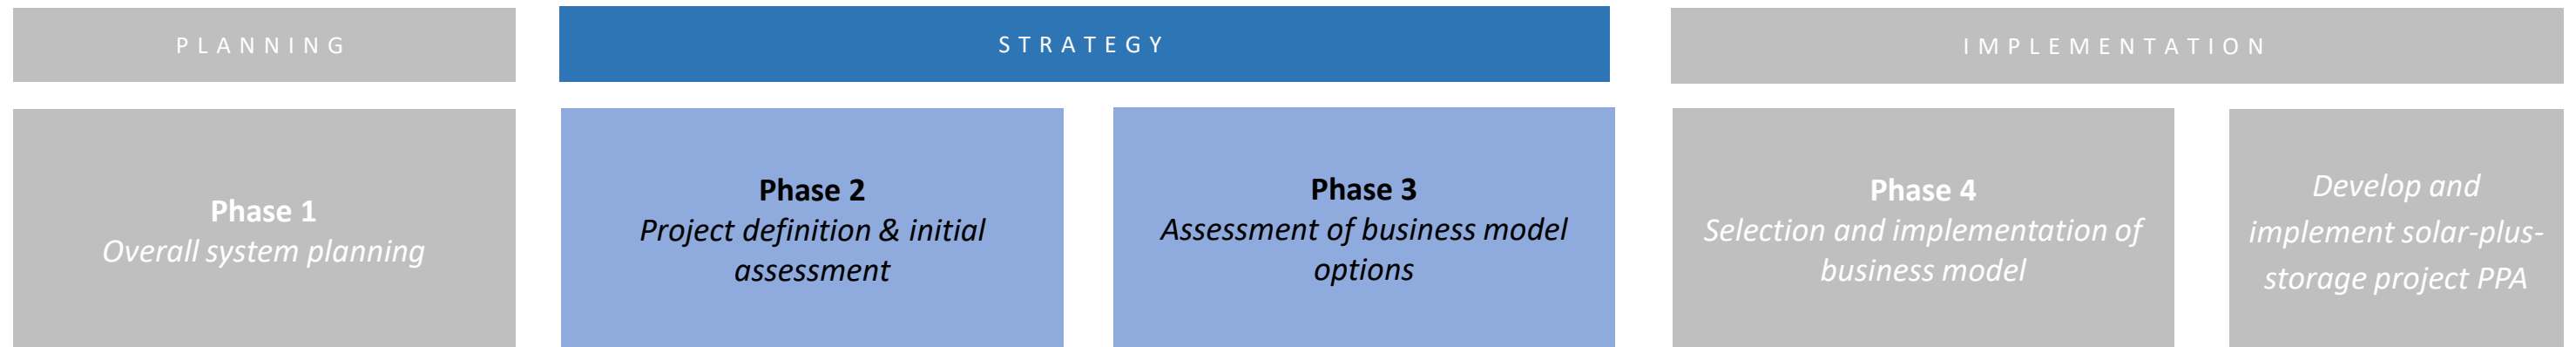 PLANNING
STRATEGY
IMPLEMENTATION
Phase 1
Overall system planning
Phase 2
Project definition & initial
assessment
Phase 3
Assessment of business model
options
Phase 4
Selection and implementation of
business model
Develop and
implement solar-plus-
storage project PPA